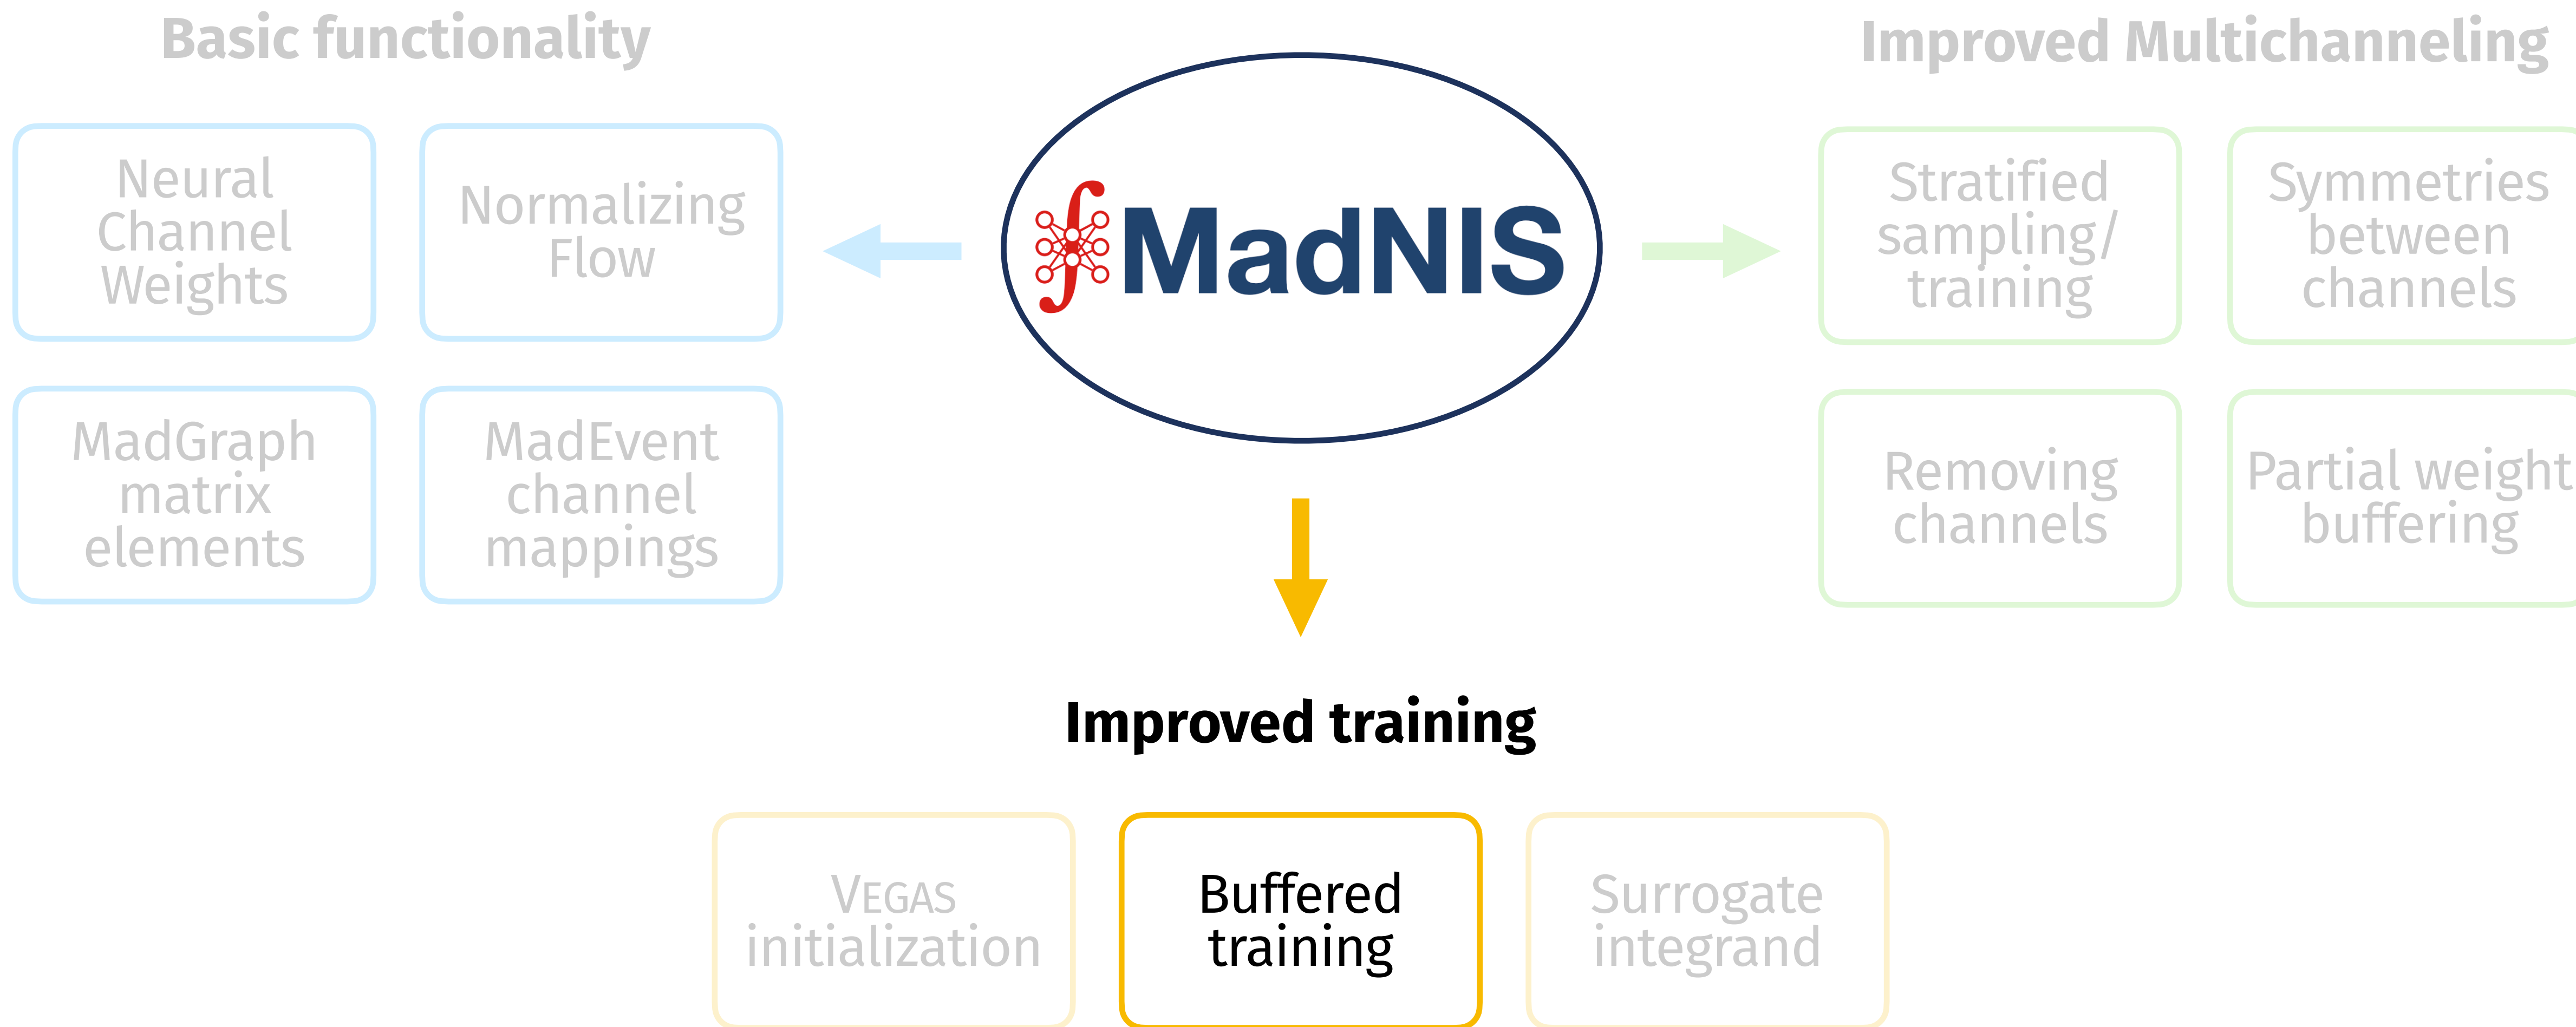 Basic functionality
Neural
Channel
Weights
Normalizing
Flow
MadGraph
matrix
elements
MadEvent
channel
mappings
MadNIS
Improved Multichanneling
Stratified
sampling/
training
Symmetries
between
channels
Removing
channels
Partial weight
buffering
Improved training
VEGAS
initialization
Buffered
training
Surrogate
integrand